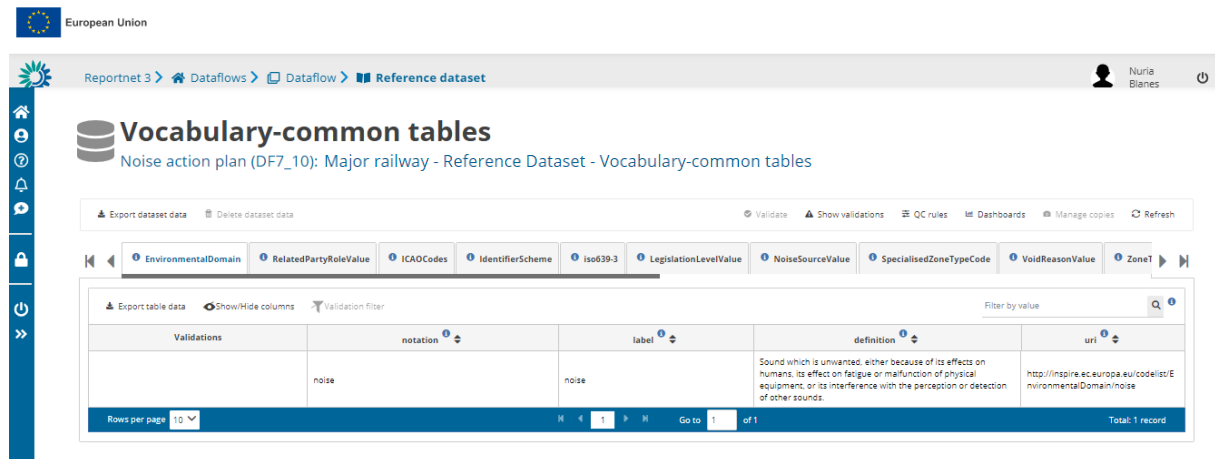 European Union
Reportnet 3 Dataflows Dataflow Reference dataset
Nuria
Blanes
Vocabulary-common tables
Noise action plan (DF7_10): Major railway - Reference Dataset - Vocabulary-common tables
Export dataset data Delete dataset data Validate Show validations QC rules Dashboards Manage copies Refresh
EnvironmentalDomain RelatedPartyRoleValue ICAOCodes IdentifierScheme iso639-3 LegislationLevelValue NoiseSourceValue SpecialisedZoneTypeCode VoidReasonValue ZoneT
Export table data Show/Hide columns Validation filter Filter by value
Validations notation label definition uri
Sound which is unwanted, either because of its effects on
humans, its effect on fatigue or malfunction of physical
equipment, or its interference with the perception or detection
of other sounds.
noise noise
http://inspire.ec.europa.eu/codelist/E
nvironmentalDomain/noise
Rows per page 10 1 Go to 1 of 1 Total: 1 record